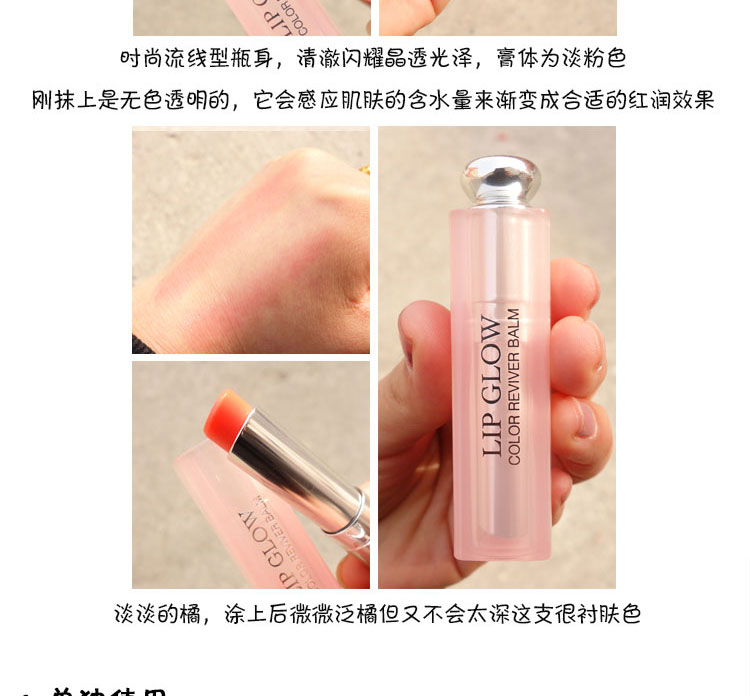 LIP G
COLOR
时尚流线型瓶身，清澈闪耀晶透光泽，膏体为淡粉色
刚抹上是无色透明的，它会感应肌肤的含水量来渐变成合适的红润效果
LIP GLOW
COLOR REVIVER BALM
LIP GLOW
COLOR REVIVER BALM
淡淡的橘，涂上后微微泛橘但又不会太深这支很衬肤色